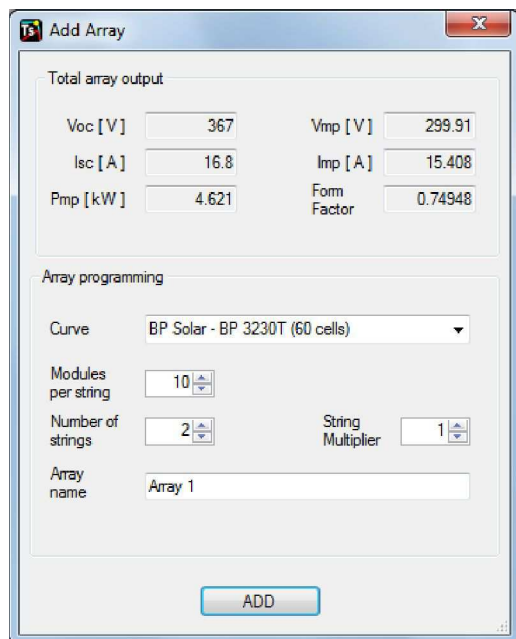 Ts Add Array
Total array output
Voc [ V ] 367 Vmp [ V ] 299.91
Isc [ A ] 16.8 Imp [ A ] 15.408
Pmp [ kW ] 4.621 Form
Factor 0.74948
Array programming
Curve BP Solar - BP 3230T (60 cells)
Modules
per string 10
Number of
strings 2 String
Multiplier 1
Array
name Array 1
ADD